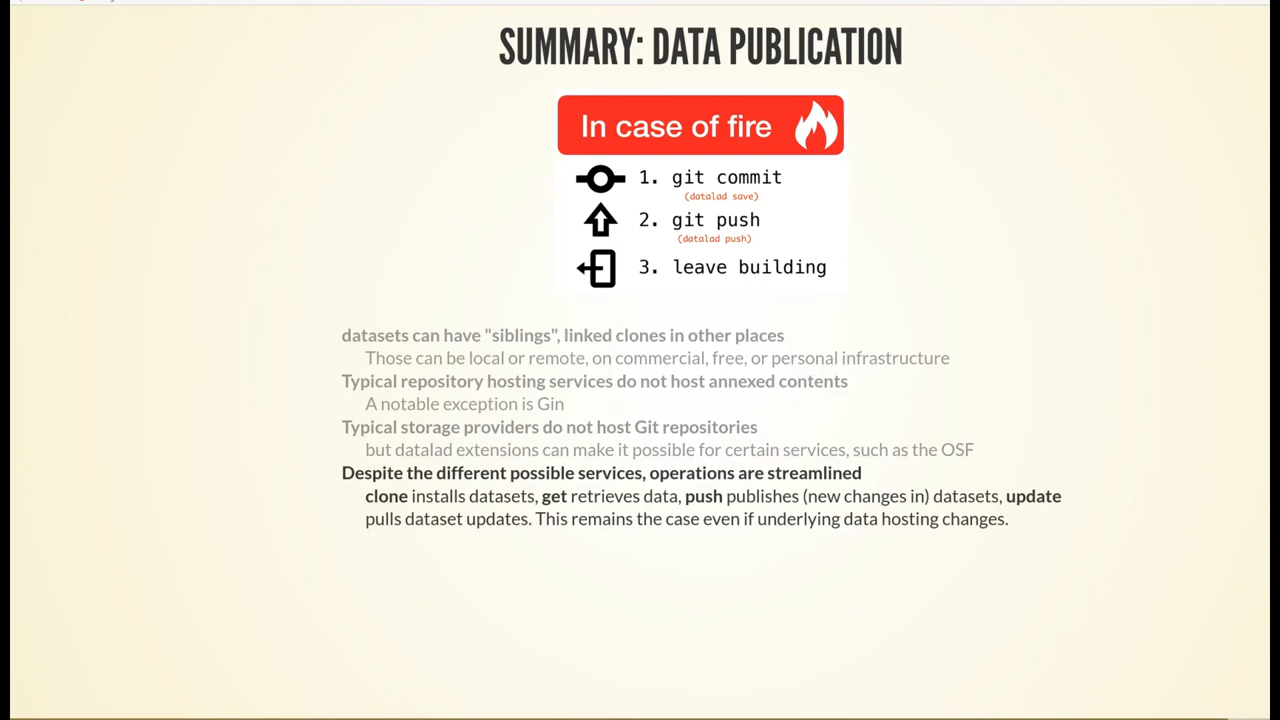 SUMMARY: DATA PUBLICATION
In case of fire
1. git commit
(datalad save)
2. git push
(datalad push)
3. leave building
datasets can have "siblings", linked clones in other places
Those can be local or remote, on commercial, free, or personal infrastructure
Typical repository hosting services do not host annexed contents
A notable exception is Gin
Typical storage providers do not host Git repositories
but datalad extensions can make it possible for certain services, such as the OSF
Despite the different possible services, operations are streamlined
clone installs datasets, get retrieves data, push publishes (new changes in) datasets, update
pulls dataset updates. This remains the case even if underlying data hosting changes.